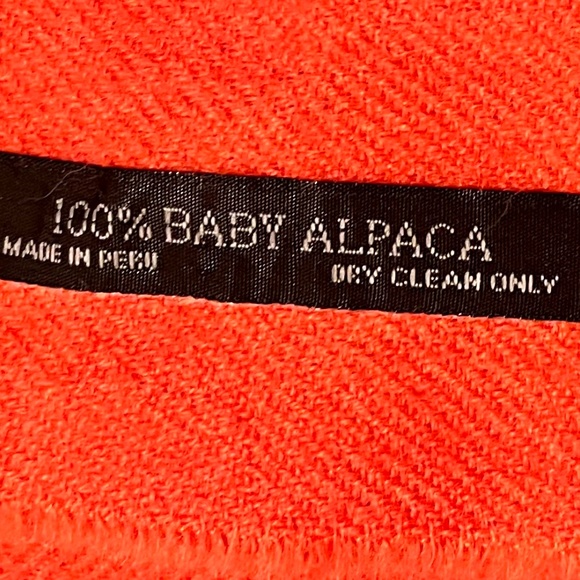 100% BABY ALPACA
MADE IN PERU
DRY CLEAN ONLY